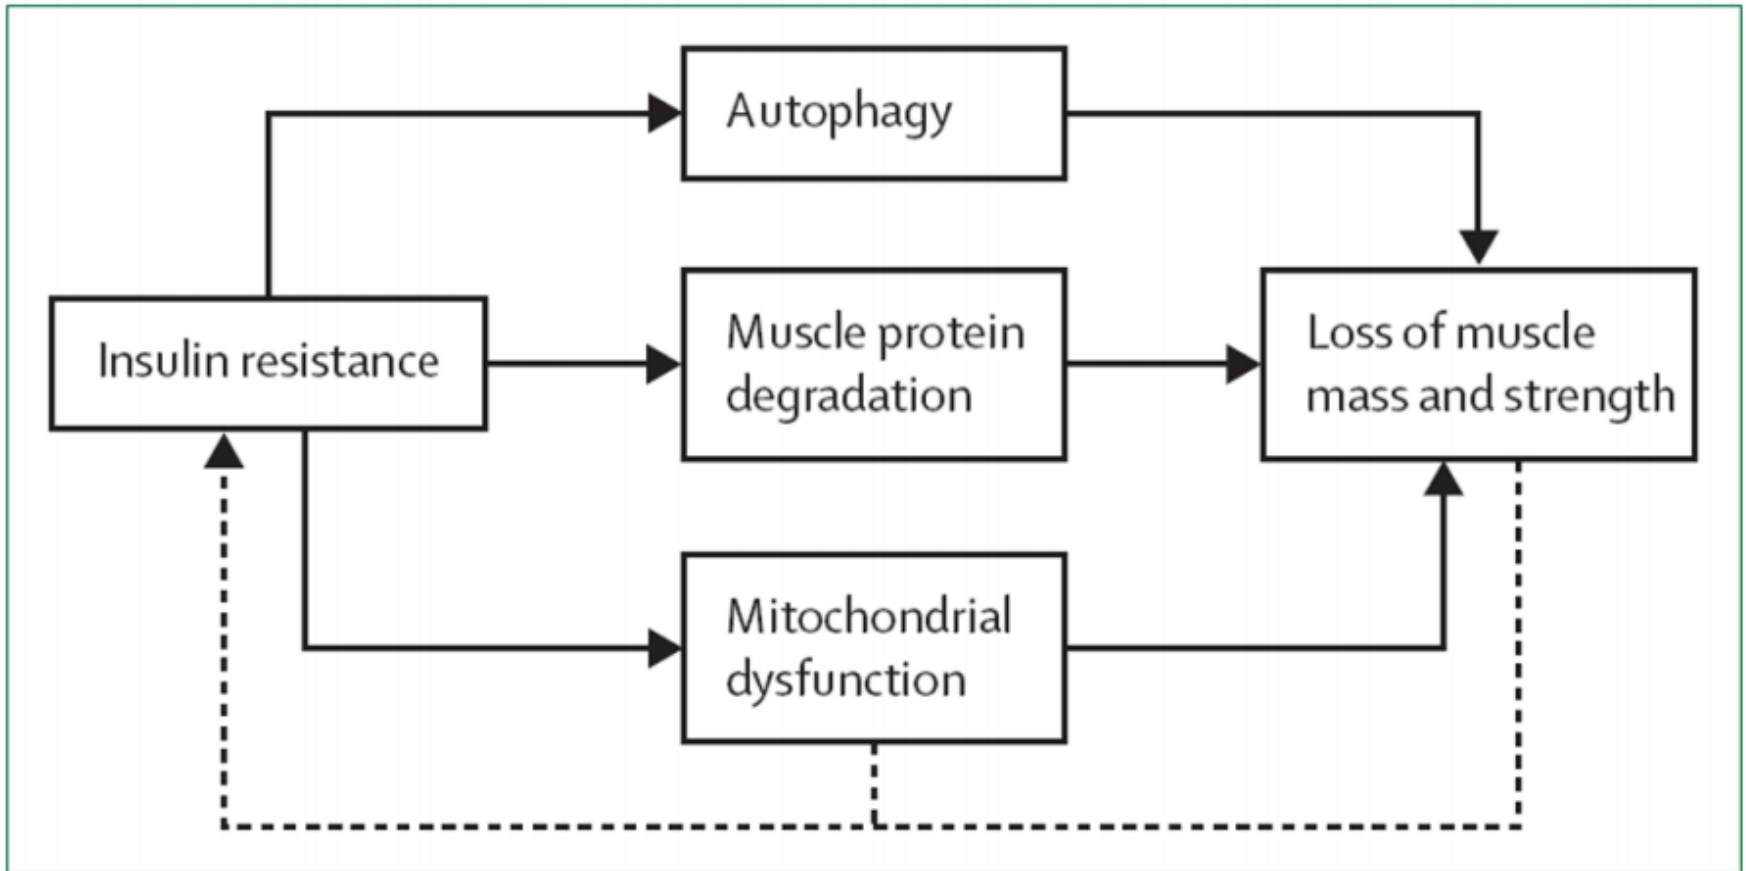 Autophagy
Insulin resistance
Muscle protein
degradation
Loss of muscle
mass and strength
Mitochondrial
dysfunction